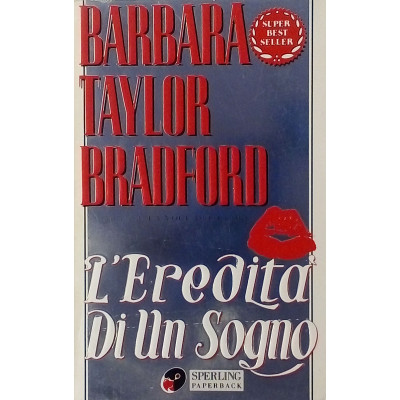 BARBARA
TAYLOR
BRADFORD
SUPER
BEST
SELLER
L'Eredità
Di Un Sogno
SPERLING
PAPERBACK